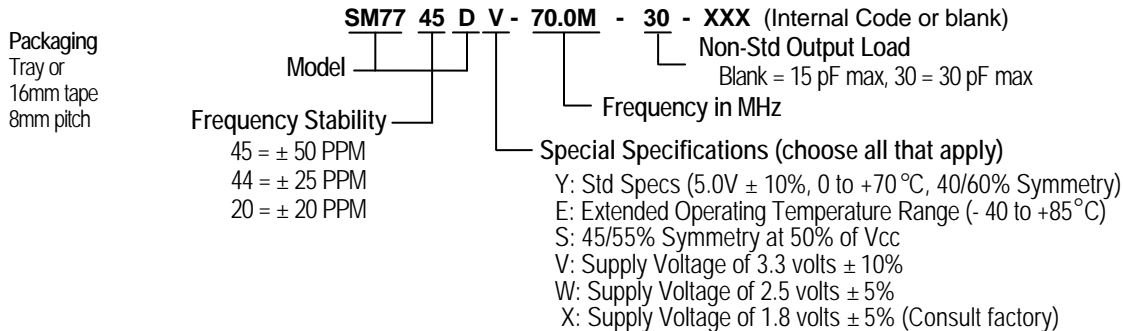 SM77 45 D V - 70.0M - 30 - XXX (Internal Code or blank)
Packaging
Tray or
16mm tape
8mm pitch
Model
Non-Std Output Load
Blank = 15 pF max, 30 = 30 pF max
Frequency in MHz
Frequency Stability
45 = ± 50 PPM
44 = ± 25 PPM
20 = ± 20 PPM
Special Specifications (choose all that apply)
Y: Std Specs (5.0V ± 10%, 0 to +70°C, 40/60% Symmetry)
E: Extended Operating Temperature Range (- 40 to +85°C)
S: 45/55% Symmetry at 50% of Vcc
V: Supply Voltage of 3.3 volts ± 10%
W: Supply Voltage of 2.5 volts ± 5%
X: Supply Voltage of 1.8 volts ± 5% (Consult factory)